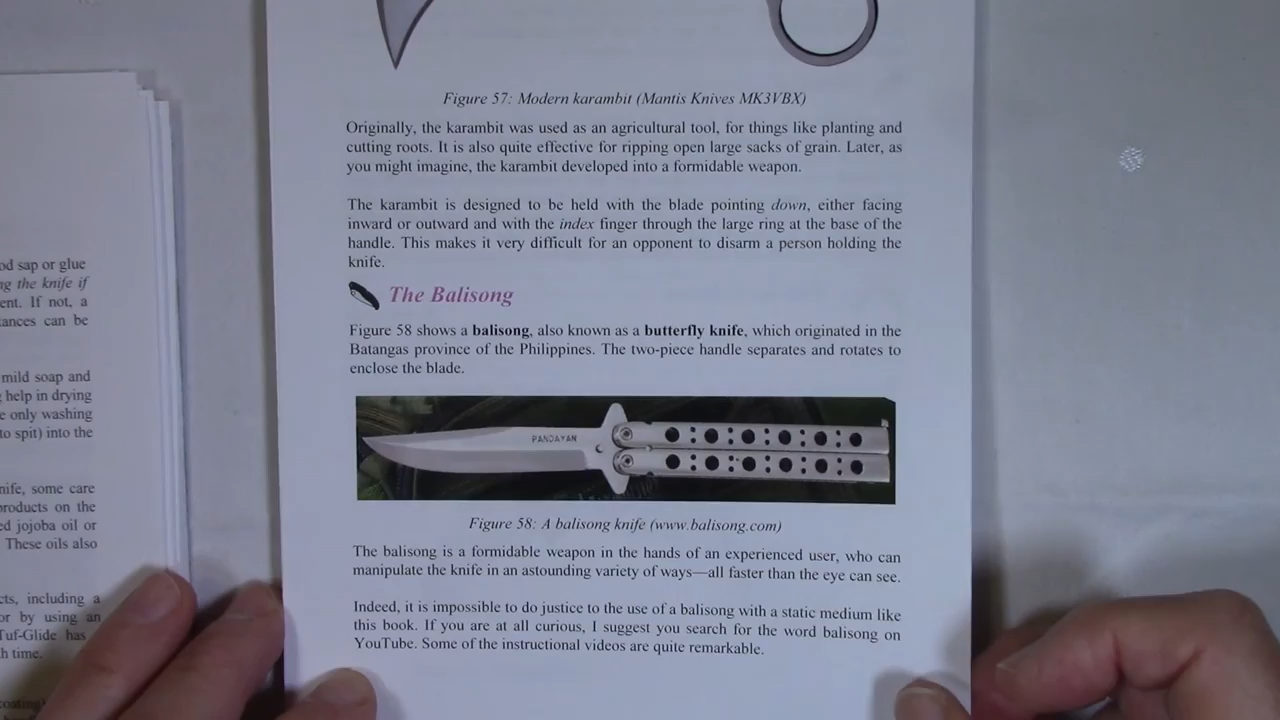 od sap or glue
ng the knife if
ent. If not, a
tances can be
mild soap and
help in drying
e only washing
to spit) into the
nife, some care
products on the
ed jojoba oil or
These oils also
cts, including a
or by using an
Tuf-Glide has
h time.
Figure 57: Modern karambit (Mantis Knives MK3VBX)
Originally, the karambit was used as an agricultural tool, for things like planting and
cutting roots. It is also quite effective for ripping open large sacks of grain. Later, as
you might imagine, the karambit developed into a formidable weapon.
The karambit is designed to be held with the blade pointing down, either facing
inward or outward and with the index finger through the large ring at the base of the
handle. This makes it very difficult for an opponent to disarm a person holding the
knife.
The Balisong
Figure 58 shows a balisong, also known as a butterfly knife, which originated in the
Batangas province of the Philippines. The two-piece handle separates and rotates to
enclose the blade.
PANDAYAN
Figure 58: A balisong knife (www.balisong.com)
The balisong is a formidable weapon in the hands of an experienced user, who can
manipulate the knife in an astounding variety of ways—all faster than the eye can see.
Indeed, it is impossible to do justice to the use of a balisong with a static medium like
this book. If you are at all curious, I suggest you search for the word balisong on
YouTube. Some of the instructional videos are quite remarkable.